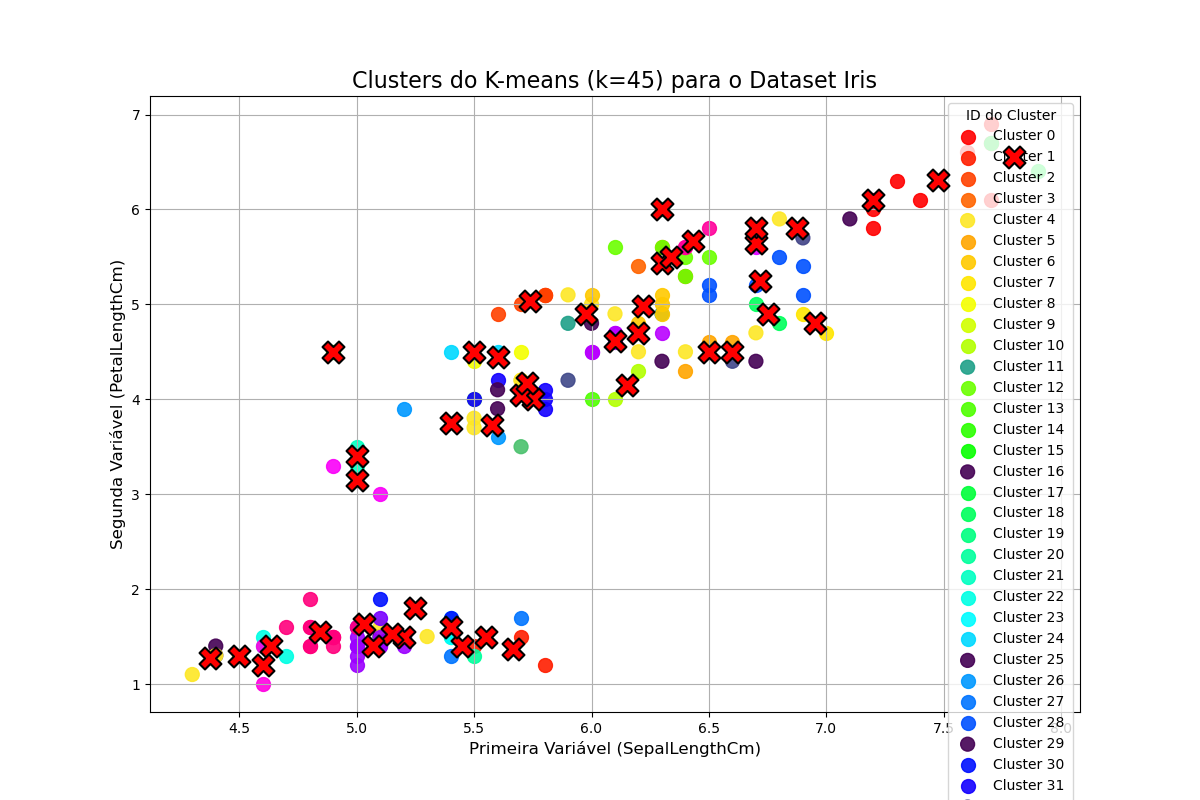 Clusters do K-means (k=45) para o Dataset Iris
7
6
5
4
3
2
1
Segunda Variável (PetalLengthCm)
4.5
5.0
5.5
6.0
6.5
7.0
7.5
8.0
Primeira Variável (SepalLengthCm)
ID do Cluster
Cluster 0
Cluster 1
Cluster 2
Cluster 3
Cluster 4
Cluster 5
Cluster 6
Cluster 7
Cluster 8
Cluster 9
Cluster 10
Cluster 11
Cluster 12
Cluster 13
Cluster 14
Cluster 15
Cluster 16
Cluster 17
Cluster 18
Cluster 19
Cluster 20
Cluster 21
Cluster 22
Cluster 23
Cluster 24
Cluster 25
Cluster 26
Cluster 27
Cluster 28
Cluster 29
Cluster 30
Cluster 31